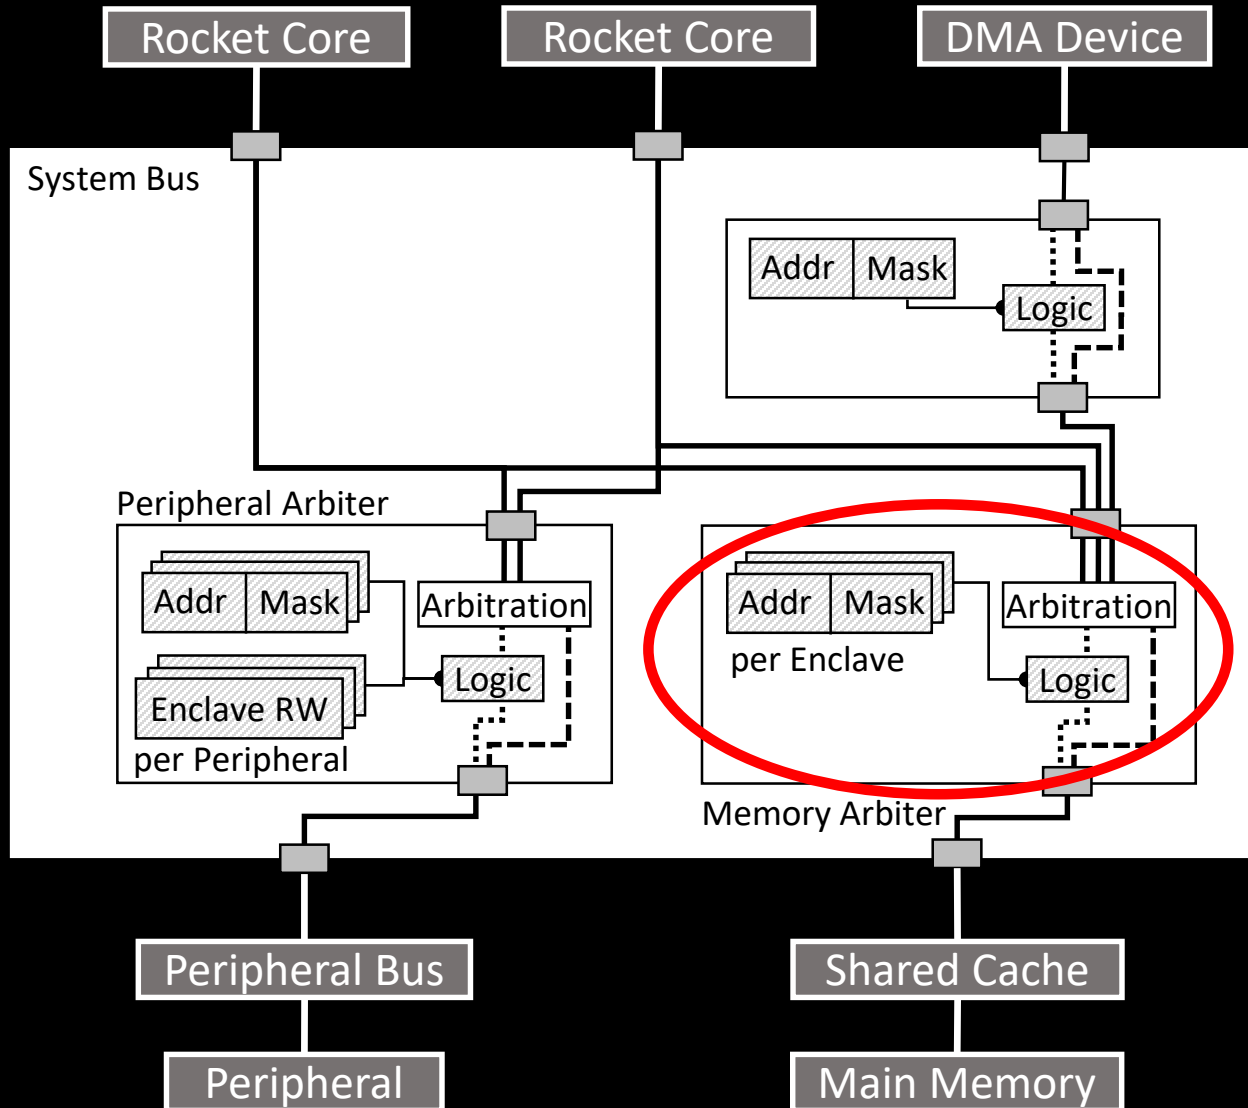 Rocket Core
Rocket Core
DMA Device
System Bus
Addr
Mask
Logic
Peripheral Arbiter
Addr
Mask
Arbitration
Logic
Enclave RW
per Peripheral
Addr
Mask
Arbitration
per Enclave
Logic
Memory Arbiter
Peripheral Bus
Shared Cache
Peripheral
Main Memory